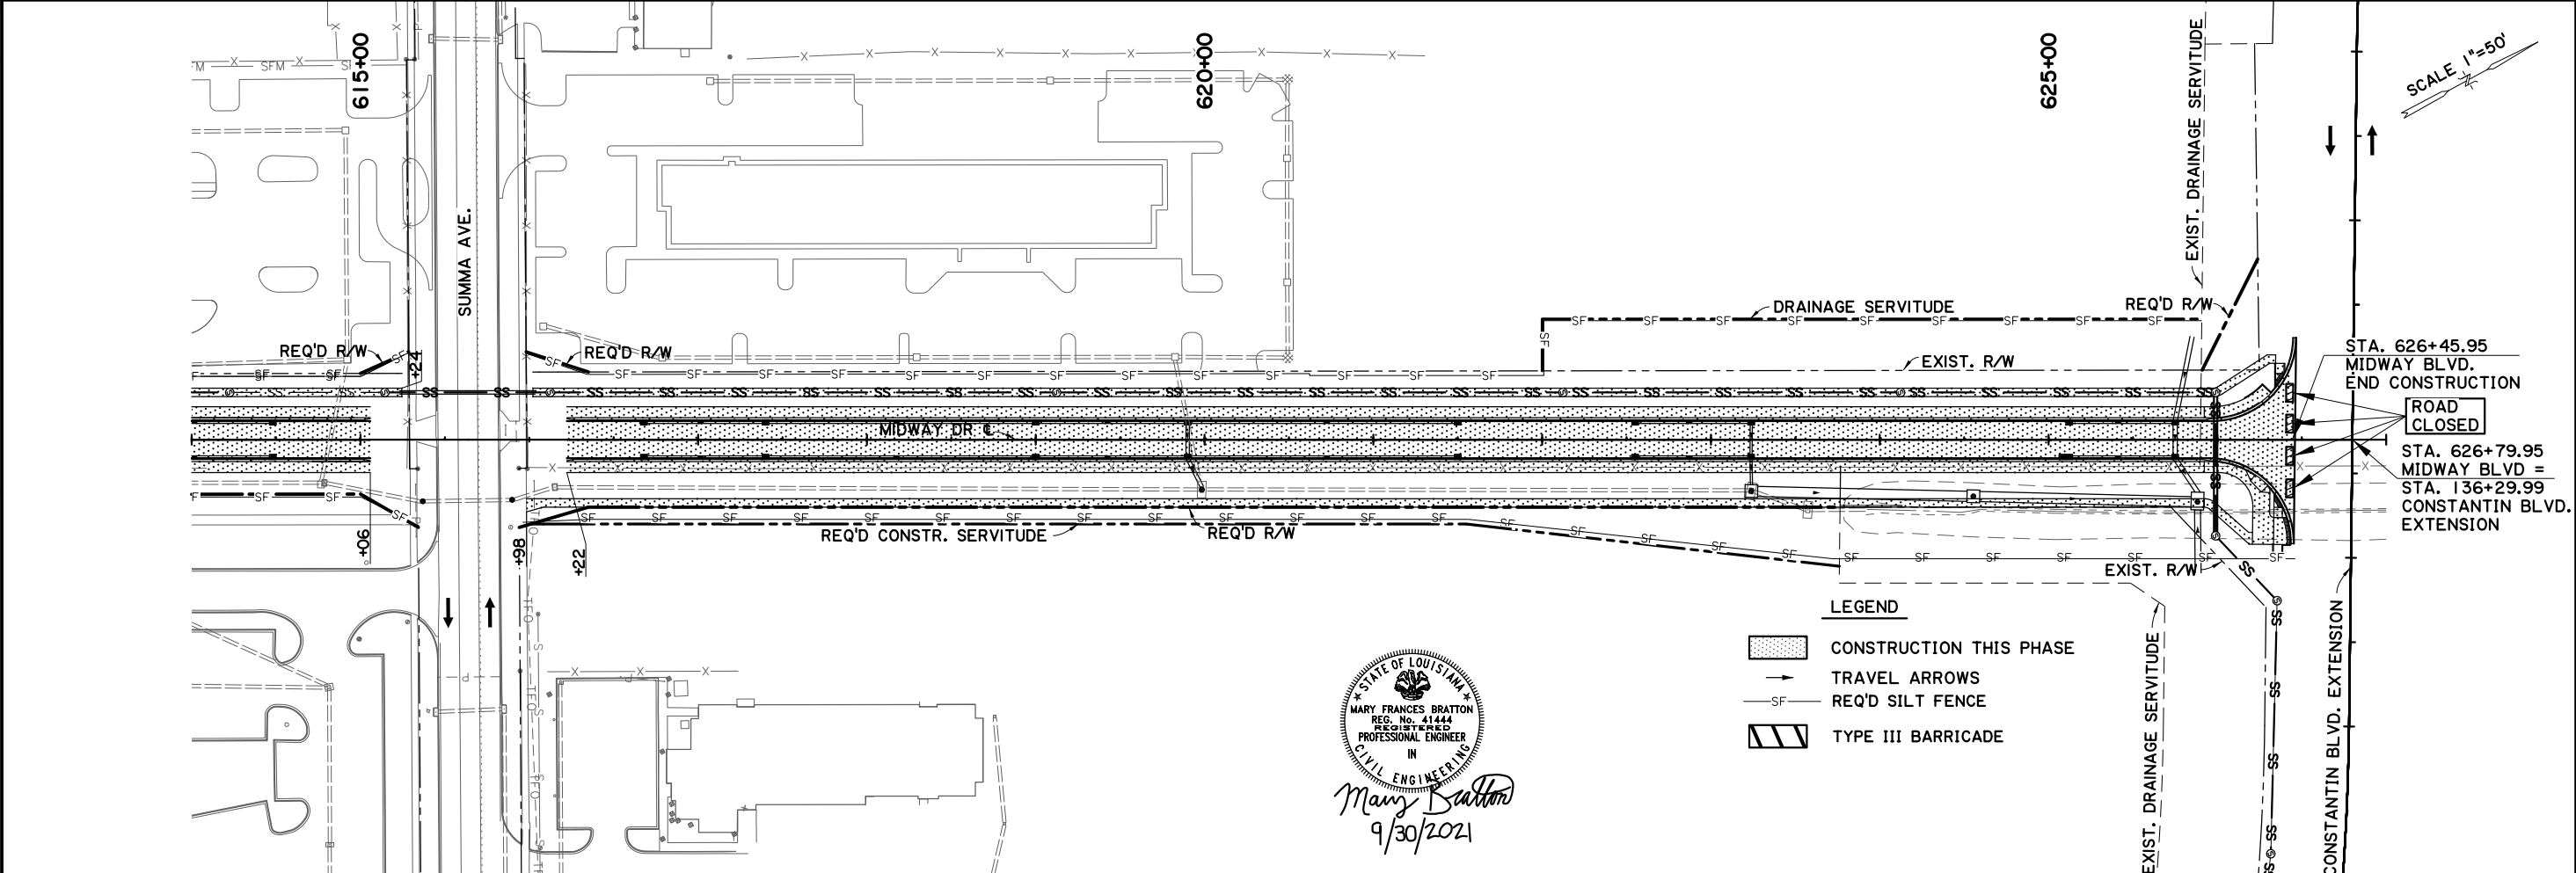 615+00
620+00
625+00
SCALE 1"=50'
EXIST. DRAINAGE SERVITUDE
SFM
SUMMA AVE.
REQ'D R/W
+24
REQ'D R/W
DRAINAGE SERVITUDE
REQ'D R/W
EXIST. R/W
STA. 626+45.95
MIDWAY BLVD.
END CONSTRUCTION
ROAD
CLOSED
MIDWAY DR ℄
STA. 626+79.95
MIDWAY BLVD =
STA. 136+29.99
CONSTANTIN BLVD.
EXTENSION
+06
+98
+22
REQ'D CONSTR. SERVITUDE
REQ'D R/W
EXIST. R/W
LEGEND
CONSTRUCTION THIS PHASE
TRAVEL ARROWS
SF
REQ'D SILT FENCE
TYPE III BARRICADE
STATE OF LOUISIANA
MARY FRANCES BRATTON
REG. No. 41444
REGISTERED
PROFESSIONAL ENGINEER
IN
CIVIL ENGINEERING
Mary Bratton
9/30/2021
EXIST. DRAINAGE SERVITUDE
CONSTANTIN BLVD. EXTENSION